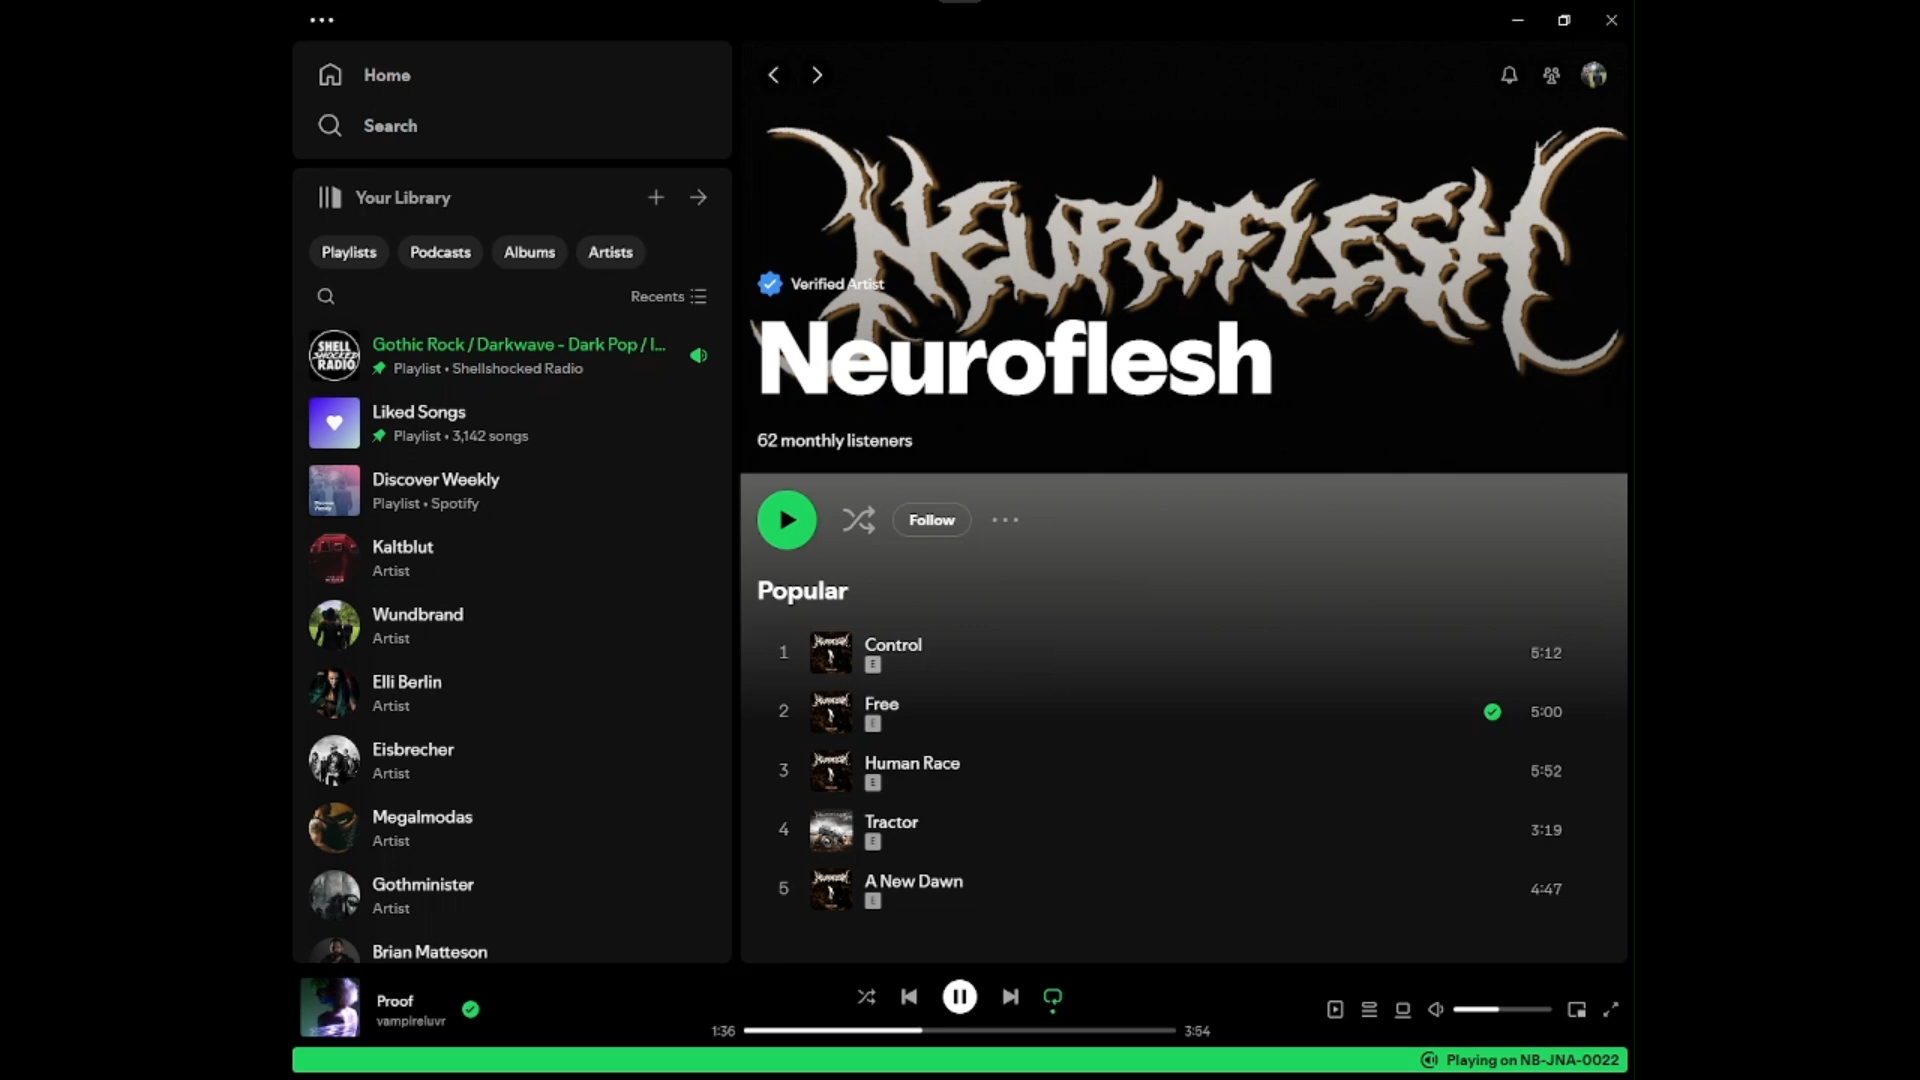 Home
Search
Your Library
Playlists
Podcasts
Albums
Artists
Recents
SHELL
SHOCKED
RADIO
Gothic Rock / Darkwave - Dark Pop / I...
Playlist • Shellshocked Radio
Liked Songs
Playlist • 3,142 songs
Discover Weekly
Playlist • Spotify
Kaltblut
Artist
Wundbrand
Artist
Elli Berlin
Artist
Eisbrecher
Artist
Megalmodas
Artist
Gothminister
Artist
Brian Matteson
NEUROFLESH
Verified Artist
Neuroflesh
62 monthly listeners
Follow
Popular
1
Control
E
5:12
2
Free
E
5:00
3
Human Race
E
5:52
4
Tractor
E
3:19
5
A New Dawn
E
4:47
Proof
vampireluvr
1:36
3:54
Playing on NB-JNA-0022